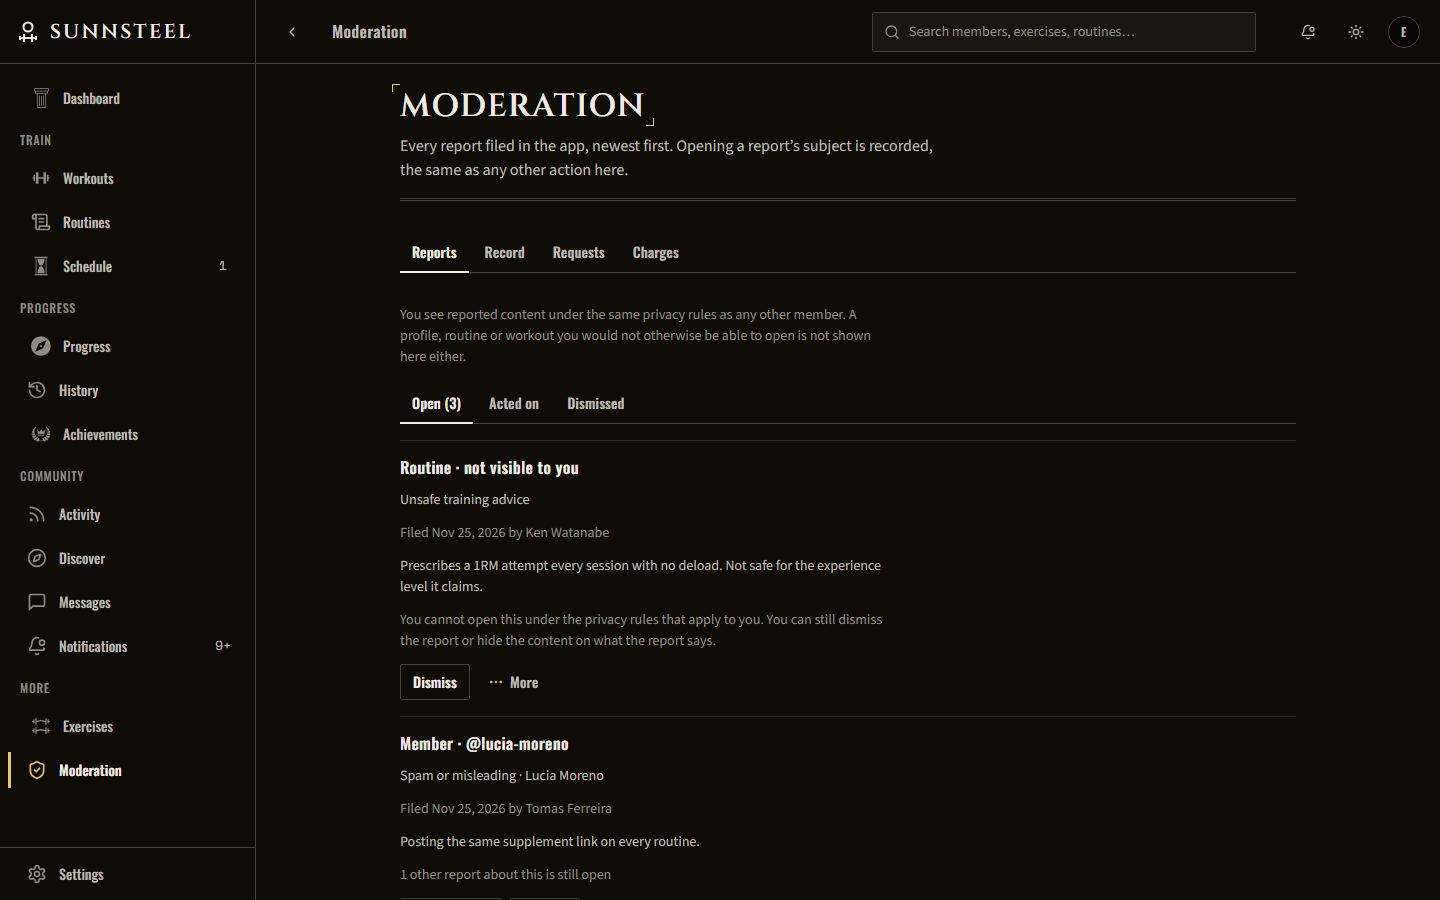 SUNNSTEEL
Moderation
Search members, exercises, routines…
E
Dashboard
TRAIN
Workouts
Routines
Schedule 1
PROGRESS
Progress
History
Achievements
COMMUNITY
Activity
Discover
Messages
Notifications 9+
MORE
Exercises
Moderation
Settings
MODERATION
Every report filed in the app, newest first. Opening a report’s subject is recorded,
the same as any other action here.
Reports Record Requests Charges
You see reported content under the same privacy rules as any other member. A
profile, routine or workout you would not otherwise be able to open is not shown
here either.
Open (3) Acted on Dismissed
Routine · not visible to you
Unsafe training advice
Filed Nov 25, 2026 by Ken Watanabe
Prescribes a 1RM attempt every session with no deload. Not safe for the experience
level it claims.
You cannot open this under the privacy rules that apply to you. You can still dismiss
the report or hide the content on what the report says.
Dismiss ··· More
Member · @lucia-moreno
Spam or misleading · Lucia Moreno
Filed Nov 25, 2026 by Tomas Ferreira
Posting the same supplement link on every routine.
1 other report about this is still open